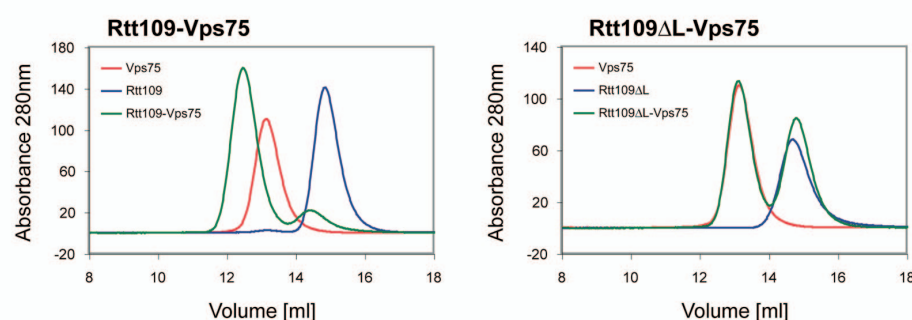 Rtt109-Vps75
Absorbance 280nm
180
140
100
60
20
-20
Vps75
Rtt109
Rtt109-Vps75
8 10 12 14 16 18
Volume [ml]
Rtt109ΔL-Vps75
Absorbance 280nm
140
100
60
20
-20
Vps75
Rtt109ΔL
Rtt109ΔL-Vps75
8 10 12 14 16 18
Volume [ml]